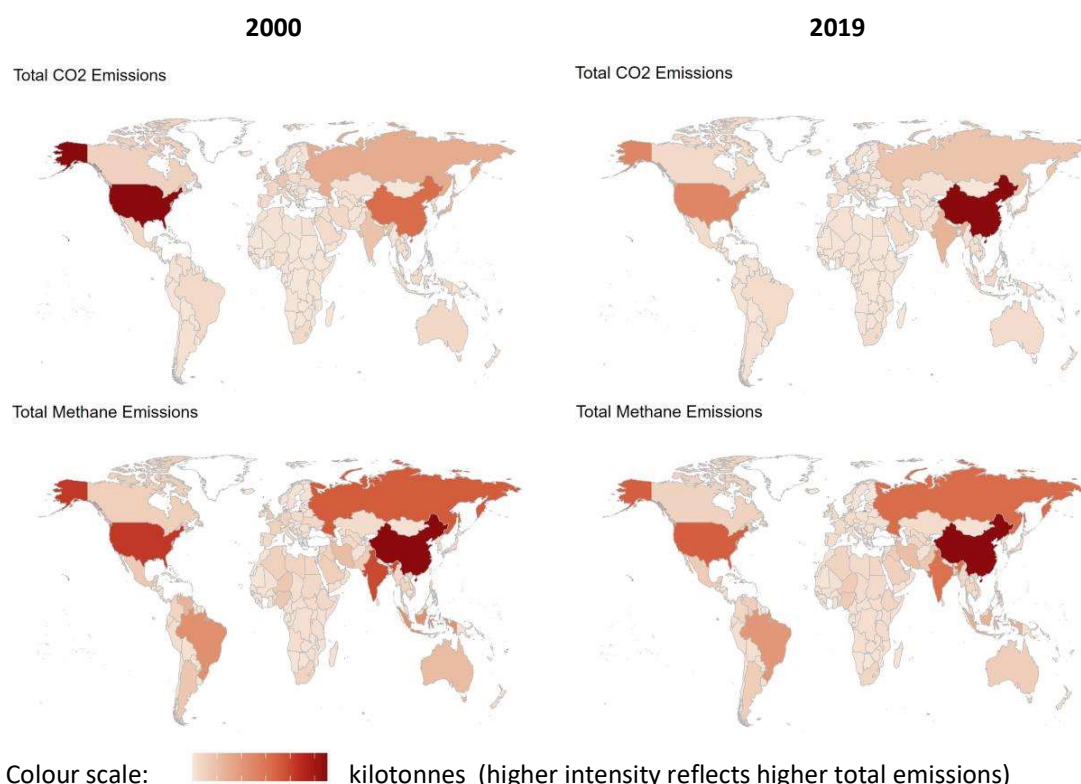 2000
2019
Total CO2 Emissions
Total CO2 Emissions
Total Methane Emissions
Total Methane Emissions
Colour scale: kilotonnes (higher intensity reflects higher total emissions)